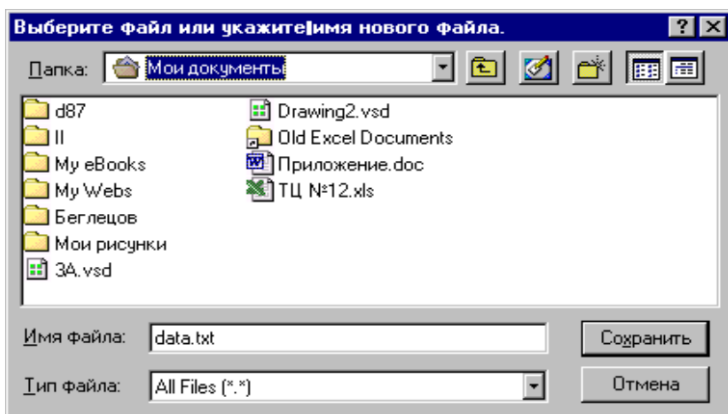 Выберите файл или укажите имя нового файла.
Папка: Мои документы
d87
ll
My eBooks
My Webs
Беглецов
Мои рисунки
3A.vsd
Drawing2.vsd
Old Excel Documents
Приложение.doc
ТЦ №12.xls
Имя файла: data.txt Сохранить
Тип файла: All Files (*.*) Отмена